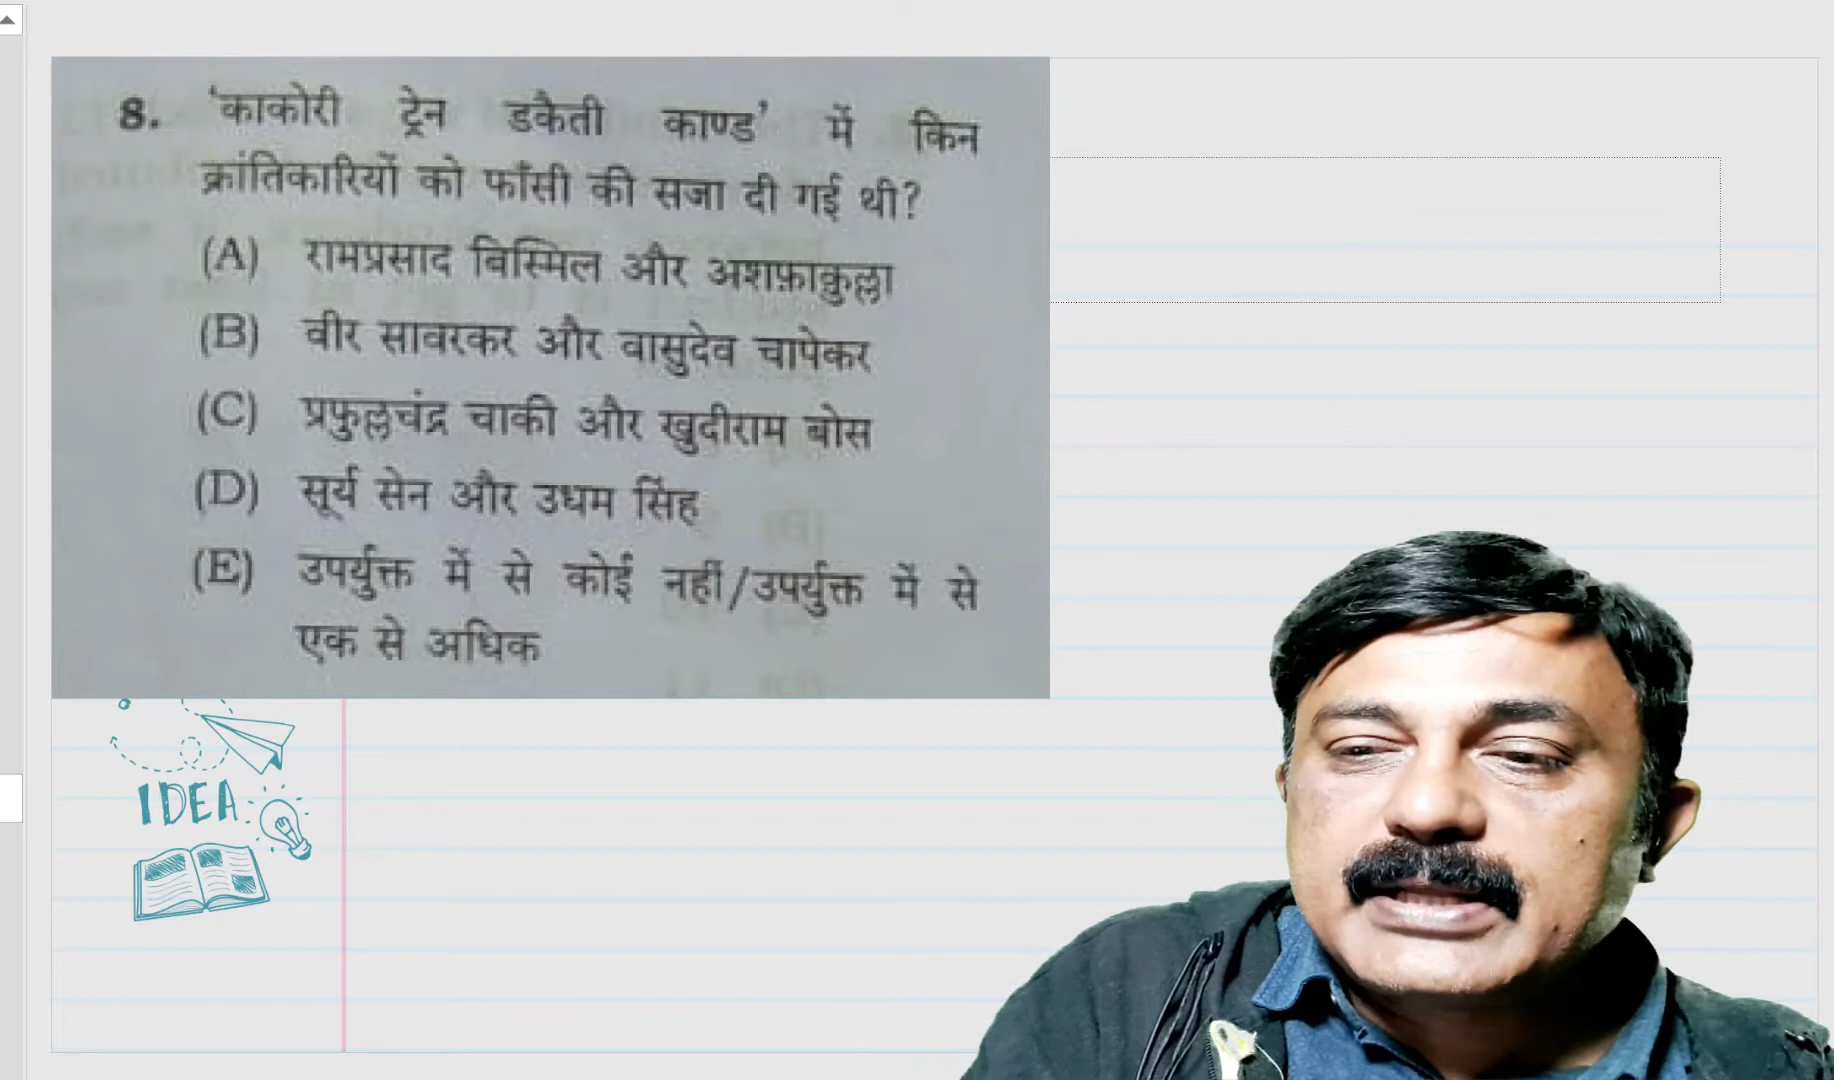 8. 'काकोरी ट्रेन डकैती काण्ड' में किन
क्रांतिकारियों को फाँसी की सजा दी गई थी?
(A) रामप्रसाद बिस्मिल और अशफ़ाक़ुल्ला
(B) वीर सावरकर और वासुदेव चापेकर
(C) प्रफुल्लचंद्र चाकी और खुदीराम बोस
(D) सूर्य सेन और उधम सिंह
(E) उपर्युक्त में से कोई नहीं/उपर्युक्त में से
एक से अधिक
IDEA